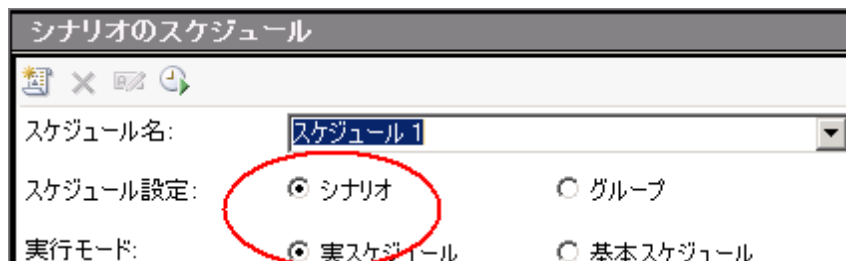 シナリオのスケジュール
スケジュール名: スケジュール 1
スケジュール設定: シナリオ グループ
実行モード: 実スケジュール 基本スケジュール